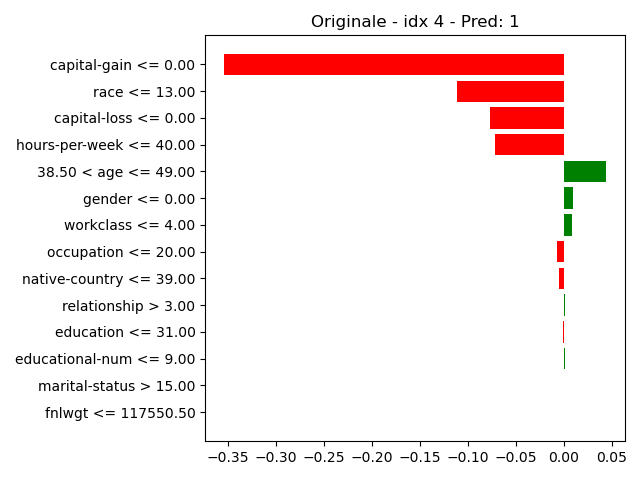 Originale - idx 4 - Pred: 1
capital-gain <= 0.00
race <= 13.00
capital-loss <= 0.00
hours-per-week <= 40.00
38.50 < age <= 49.00
gender <= 0.00
workclass <= 4.00
occupation <= 20.00
native-country <= 39.00
relationship > 3.00
education <= 31.00
educational-num <= 9.00
marital-status > 15.00
fnlwgt <= 117550.50
−0.35 −0.30 −0.25 −0.20 −0.15 −0.10 −0.05 0.00 0.05